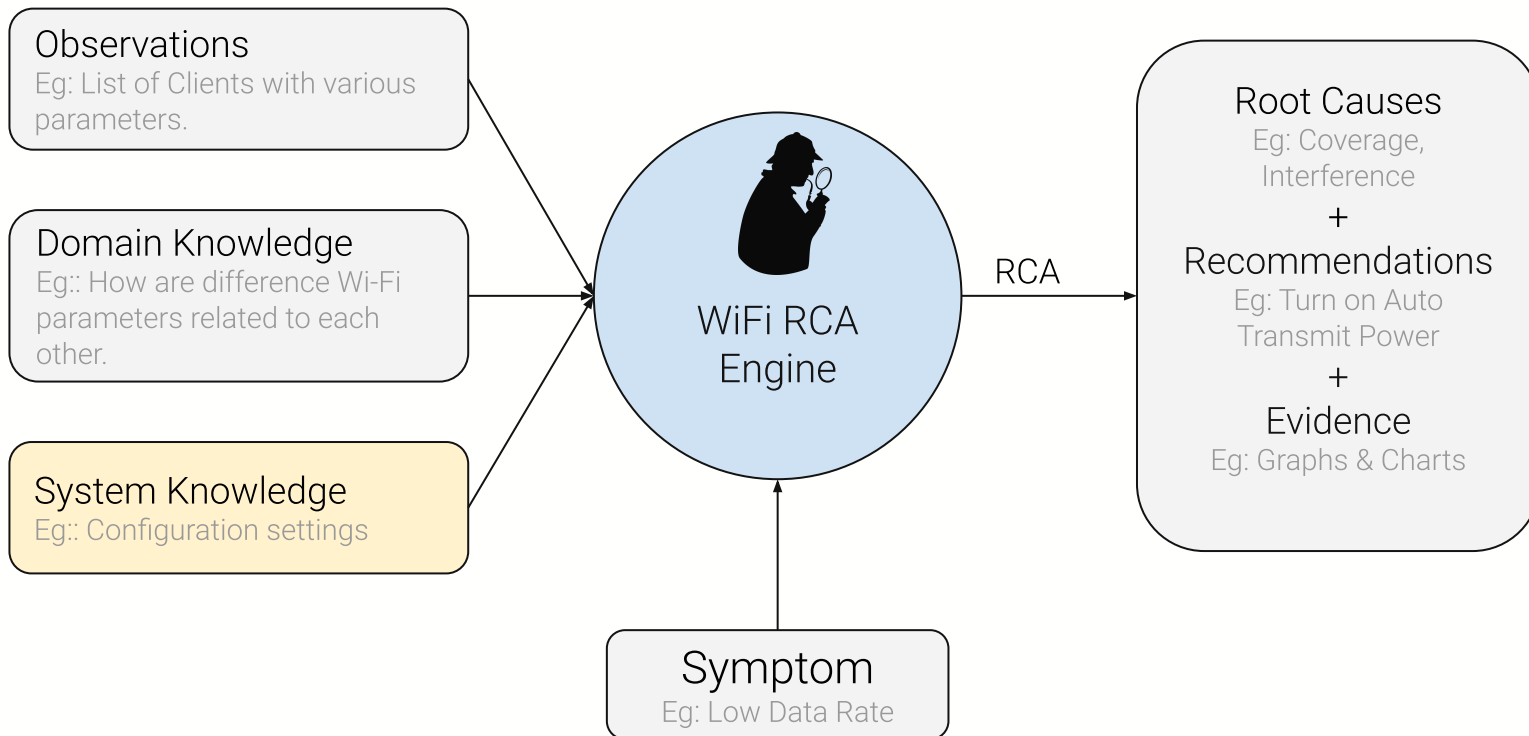 Observations
Eg: List of Clients with various
parameters.
Domain Knowledge
Eg:: How are difference Wi-Fi
parameters related to each
other.
System Knowledge
Eg:: Configuration settings
WiFi RCA
Engine
Symptom
Eg: Low Data Rate
RCA
Root Causes
Eg: Coverage,
Interference
+
Recommendations
Eg: Turn on Auto
Transmit Power
+
Evidence
Eg: Graphs & Charts